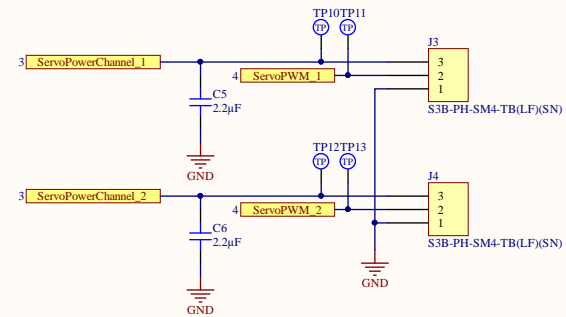 TP10TP11
J3
3 ServoPowerChannel_1
3
4 ServoPWM_1
2
1
C5
2.2µF
S3B-PH-SM4-TB(LF)(SN)
GND
TP12TP13
J4
3 ServoPowerChannel_2
3
4 ServoPWM_2
2
1
C6
2.2µF
S3B-PH-SM4-TB(LF)(SN)
GND
GND
TP
TP
TP
TP